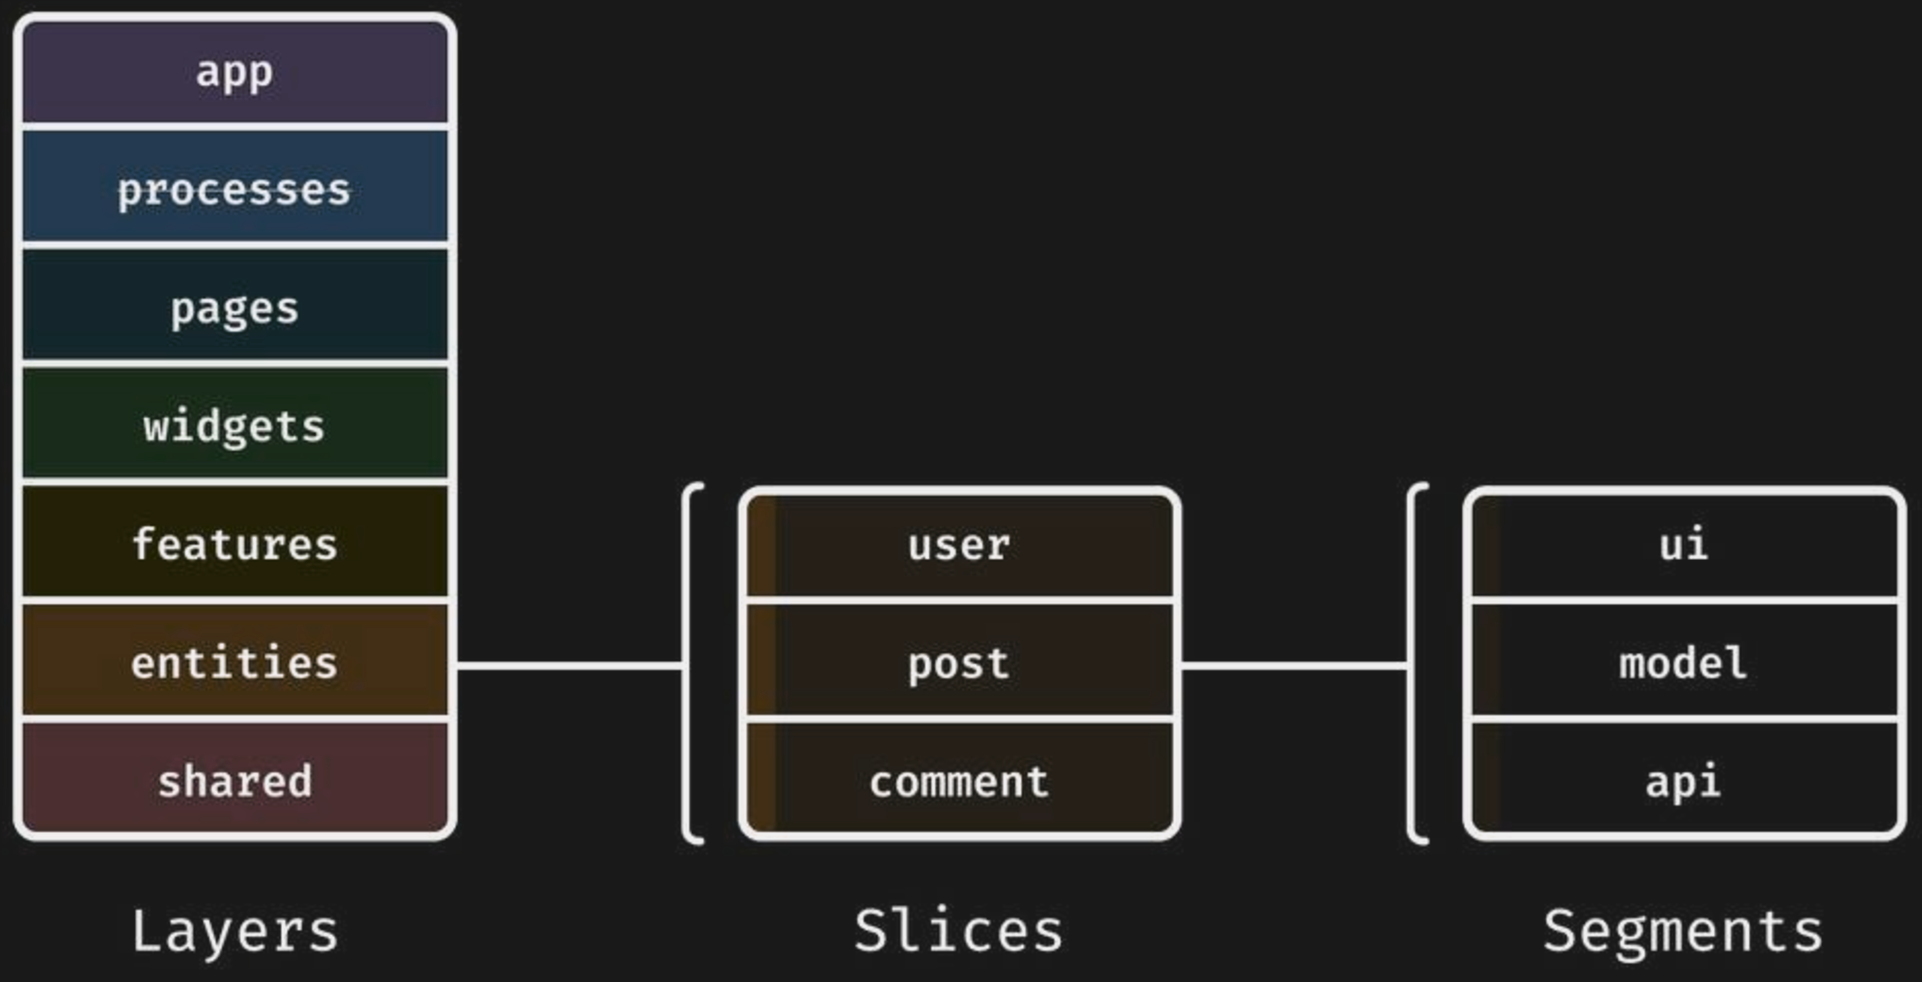 app
processes
pages
widgets
features
entities
shared
Layers
user
post
comment
Slices
ui
model
api
Segments